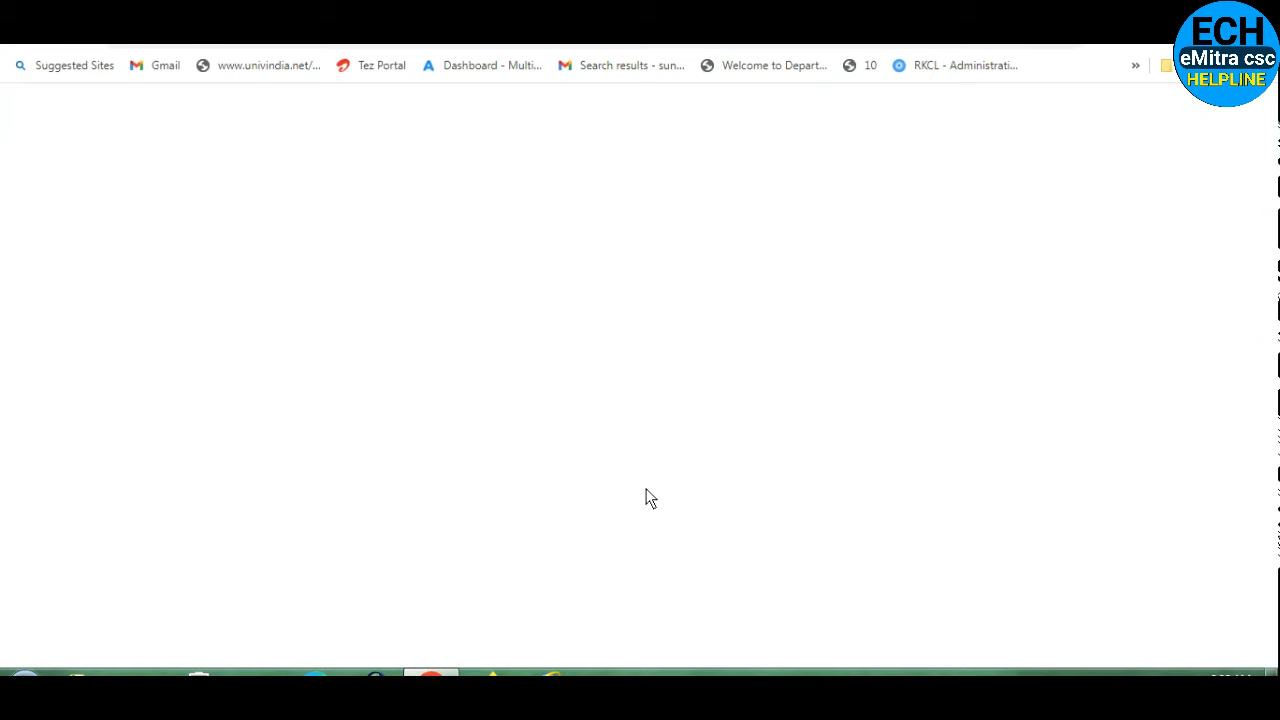 ECH
eMitra csc
HELPLINE
Suggested Sites
Gmail
www.univindia.net/...
Tez Portal
Dashboard - Multi...
Search results - sun...
Welcome to Depart...
10
RKCL - Administrati...
»